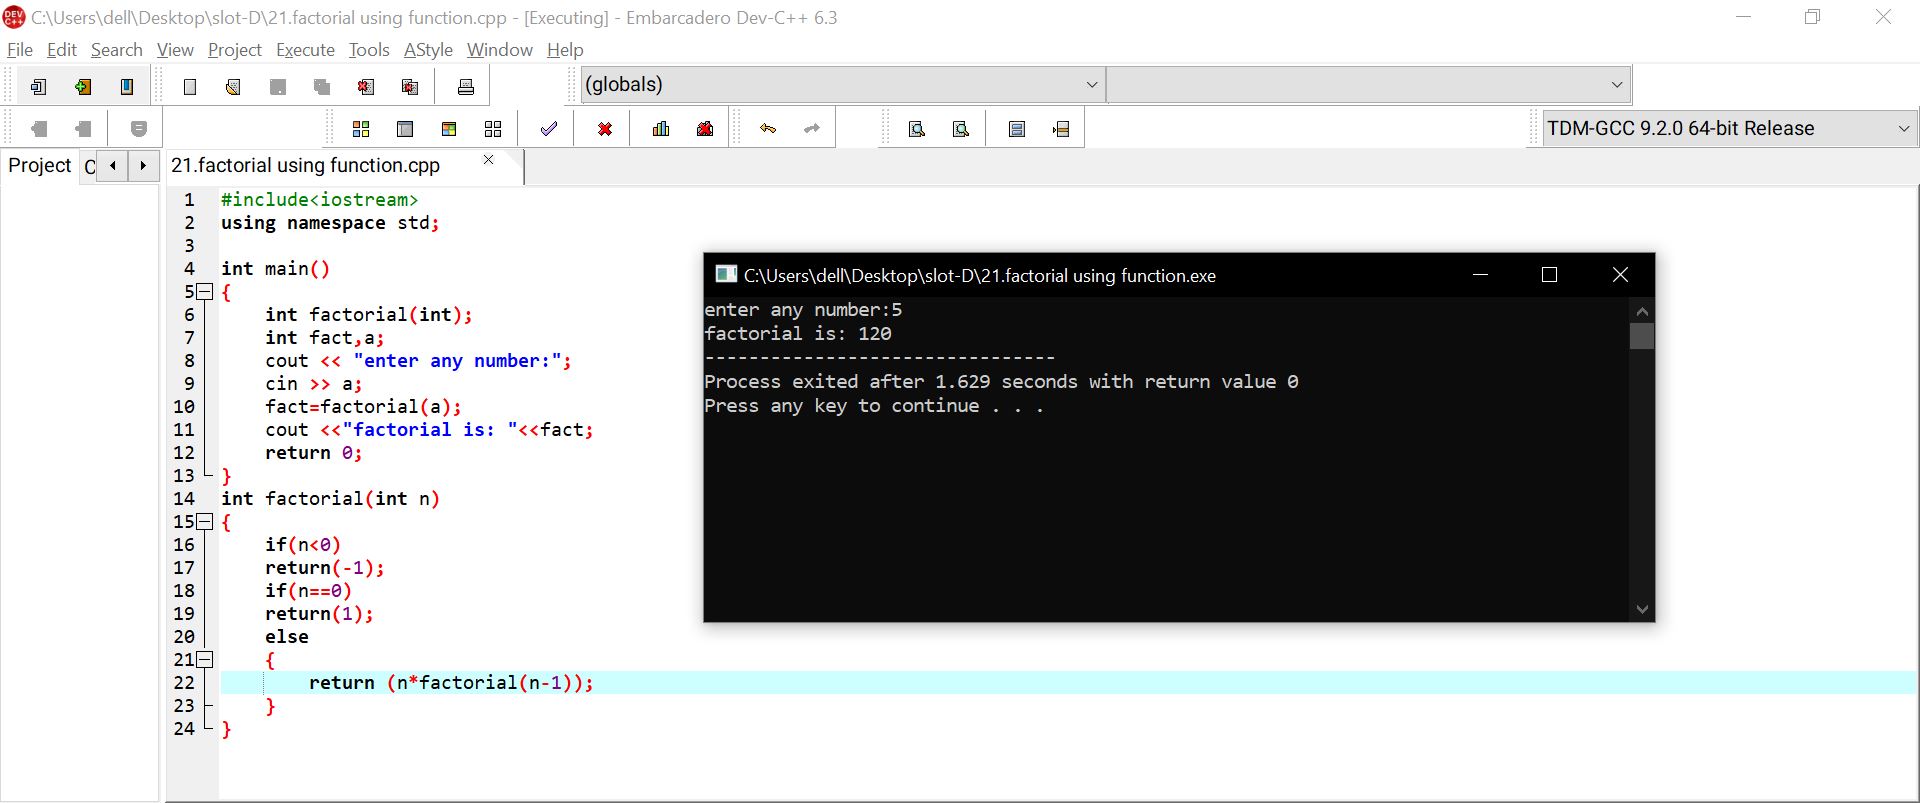 DEV C++ C:\Users\dell\Desktop\slot-D\21.factorial using function.cpp - [Executing] - Embarcadero Dev-C++ 6.3
File Edit Search View Project Execute Tools AStyle Window Help
(globals)
TDM-GCC 9.2.0 64-bit Release
Project C 21.factorial using function.cpp
1 #include<iostream>
2 using namespace std;
3
4 int main()
5 {
6 int factorial(int);
7 int fact,a;
8 cout << "enter any number:";
9 cin >> a;
10 fact=factorial(a);
11 cout <<"factorial is: "<<fact;
12 return 0;
13 }
14 int factorial(int n)
15 {
16 if(n<0)
17 return(-1);
18 if(n==0)
19 return(1);
20 else
21 {
22 return (n*factorial(n-1));
23 }
24 }
C:\Users\dell\Desktop\slot-D\21.factorial using function.exe
enter any number:5
factorial is: 120
--------------------------------
Process exited after 1.629 seconds with return value 0
Press any key to continue . . .